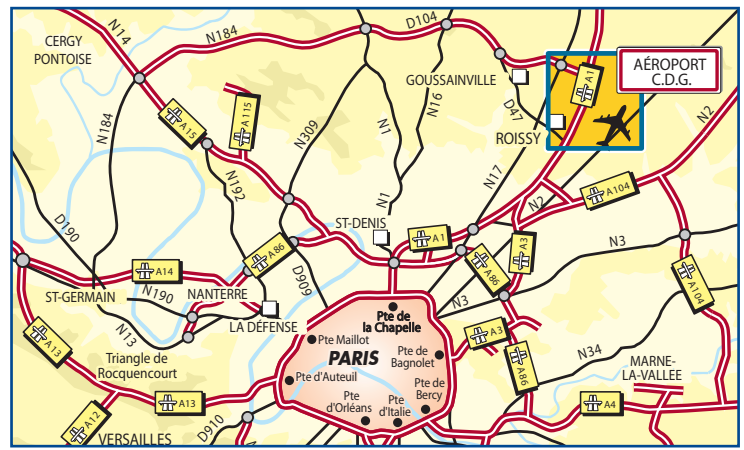 N14
CERGY
PONTOISE
N184
D104
AÉROPORT
C.D.G.
A1
GOUSSAINVILLE
N16
D47
ROISSY
N2
A15
A115
N184
N309
N1
N192
N1
N17
N2
A104
ST-DENIS
D190
A86
A1
A3
N3
A14
D909
A86
A104
ST-GERMAIN
N190
NANTERRE
N3
N13
LA DÉFENSE
Pte de
la Chapelle
A3
A13
Triangle de
Rocquencourt
Pte Maillot
PARIS
Pte de
Bagnolet
N34
MARNE-
LA-VALLEE
A86
Pte d'Auteuil
Pte de
Bercy
A13
Pte
d'Orléans
Pte
d'Italie
A4
A12
VERSAILLES
D910
N